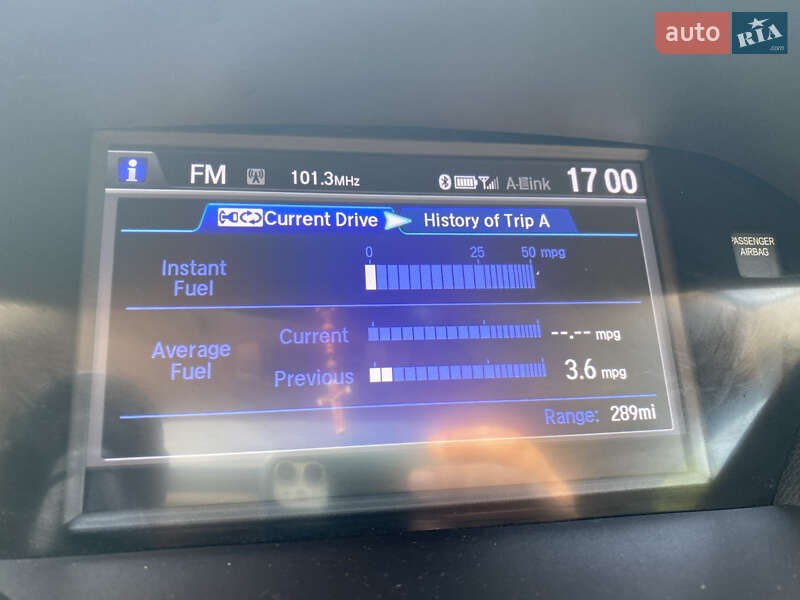 auto RIA .com
i FM 101.3MHz A-Link 17 00
Current Drive History of Trip A
0 25 50 mpg
Instant
Fuel
Average
Fuel
Current --.-- mpg
Previous 3.6 mpg
Range: 289mi
PASSENGER
AIRBAG